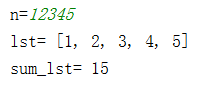 n=12345
lst= [1, 2, 3, 4, 5]
sum_lst= 15